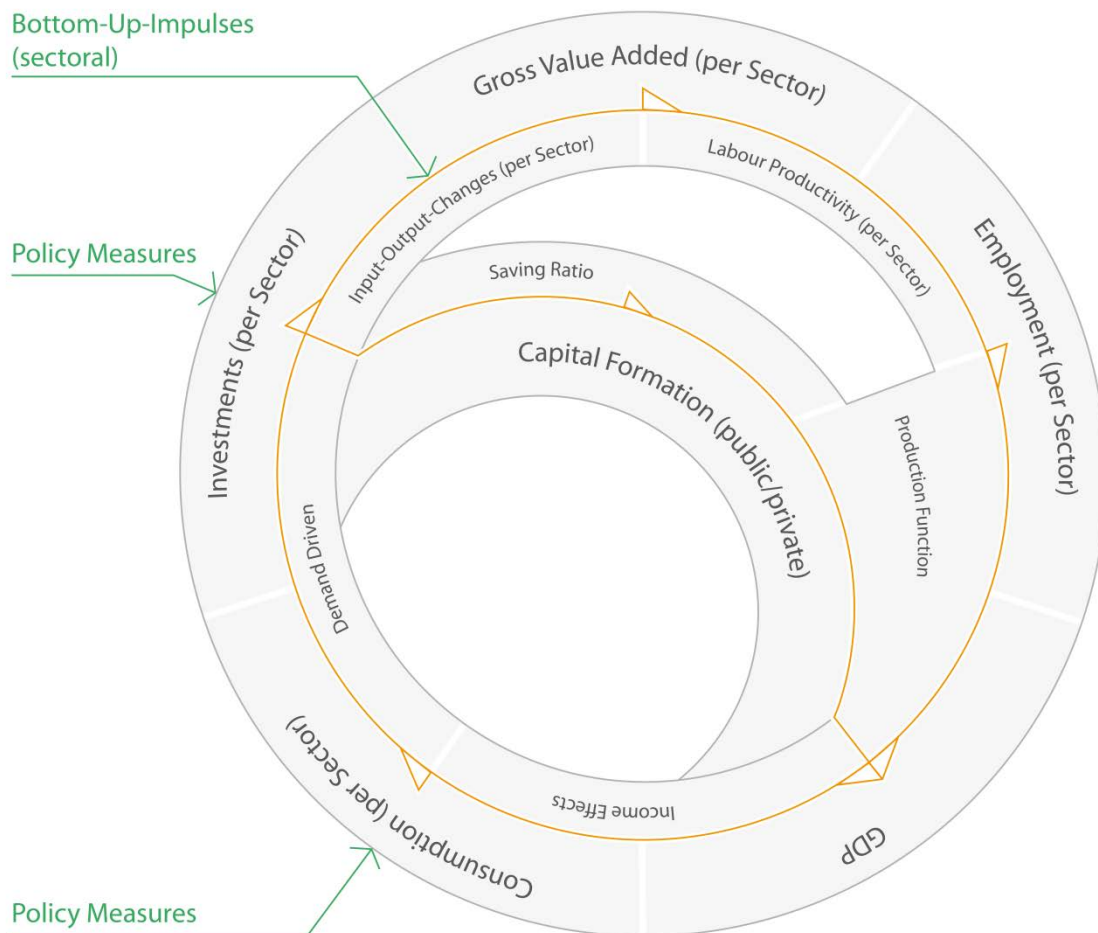 Bottom-Up-Impulses
(sectoral)
Gross Value Added (per Sector)
Input-Output-Changes (per Sector)
Labour Productivity (per Sector)
Policy Measures
Investments (per Sector)
Saving Ratio
Capital Formation (public/private)
Employment (per Sector)
Production Function
Demand Driven
Consumption (per Sector)
Income Effects
GDP
Policy Measures